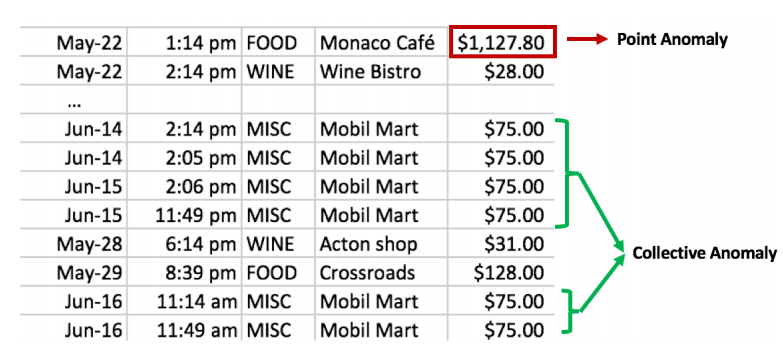 May-22 1:14 pm FOOD Monaco Café $1,127.80 Point Anomaly
May-22 2:14 pm WINE Wine Bistro $28.00
...
Jun-14 2:14 pm MISC Mobil Mart $75.00
Jun-14 2:05 pm MISC Mobil Mart $75.00
Jun-15 2:06 pm MISC Mobil Mart $75.00
Jun-15 11:49 pm MISC Mobil Mart $75.00
May-28 6:14 pm WINE Acton shop $31.00
Collective Anomaly
May-29 8:39 pm FOOD Crossroads $128.00
Jun-16 11:14 am MISC Mobil Mart $75.00
Jun-16 11:49 am MISC Mobil Mart $75.00